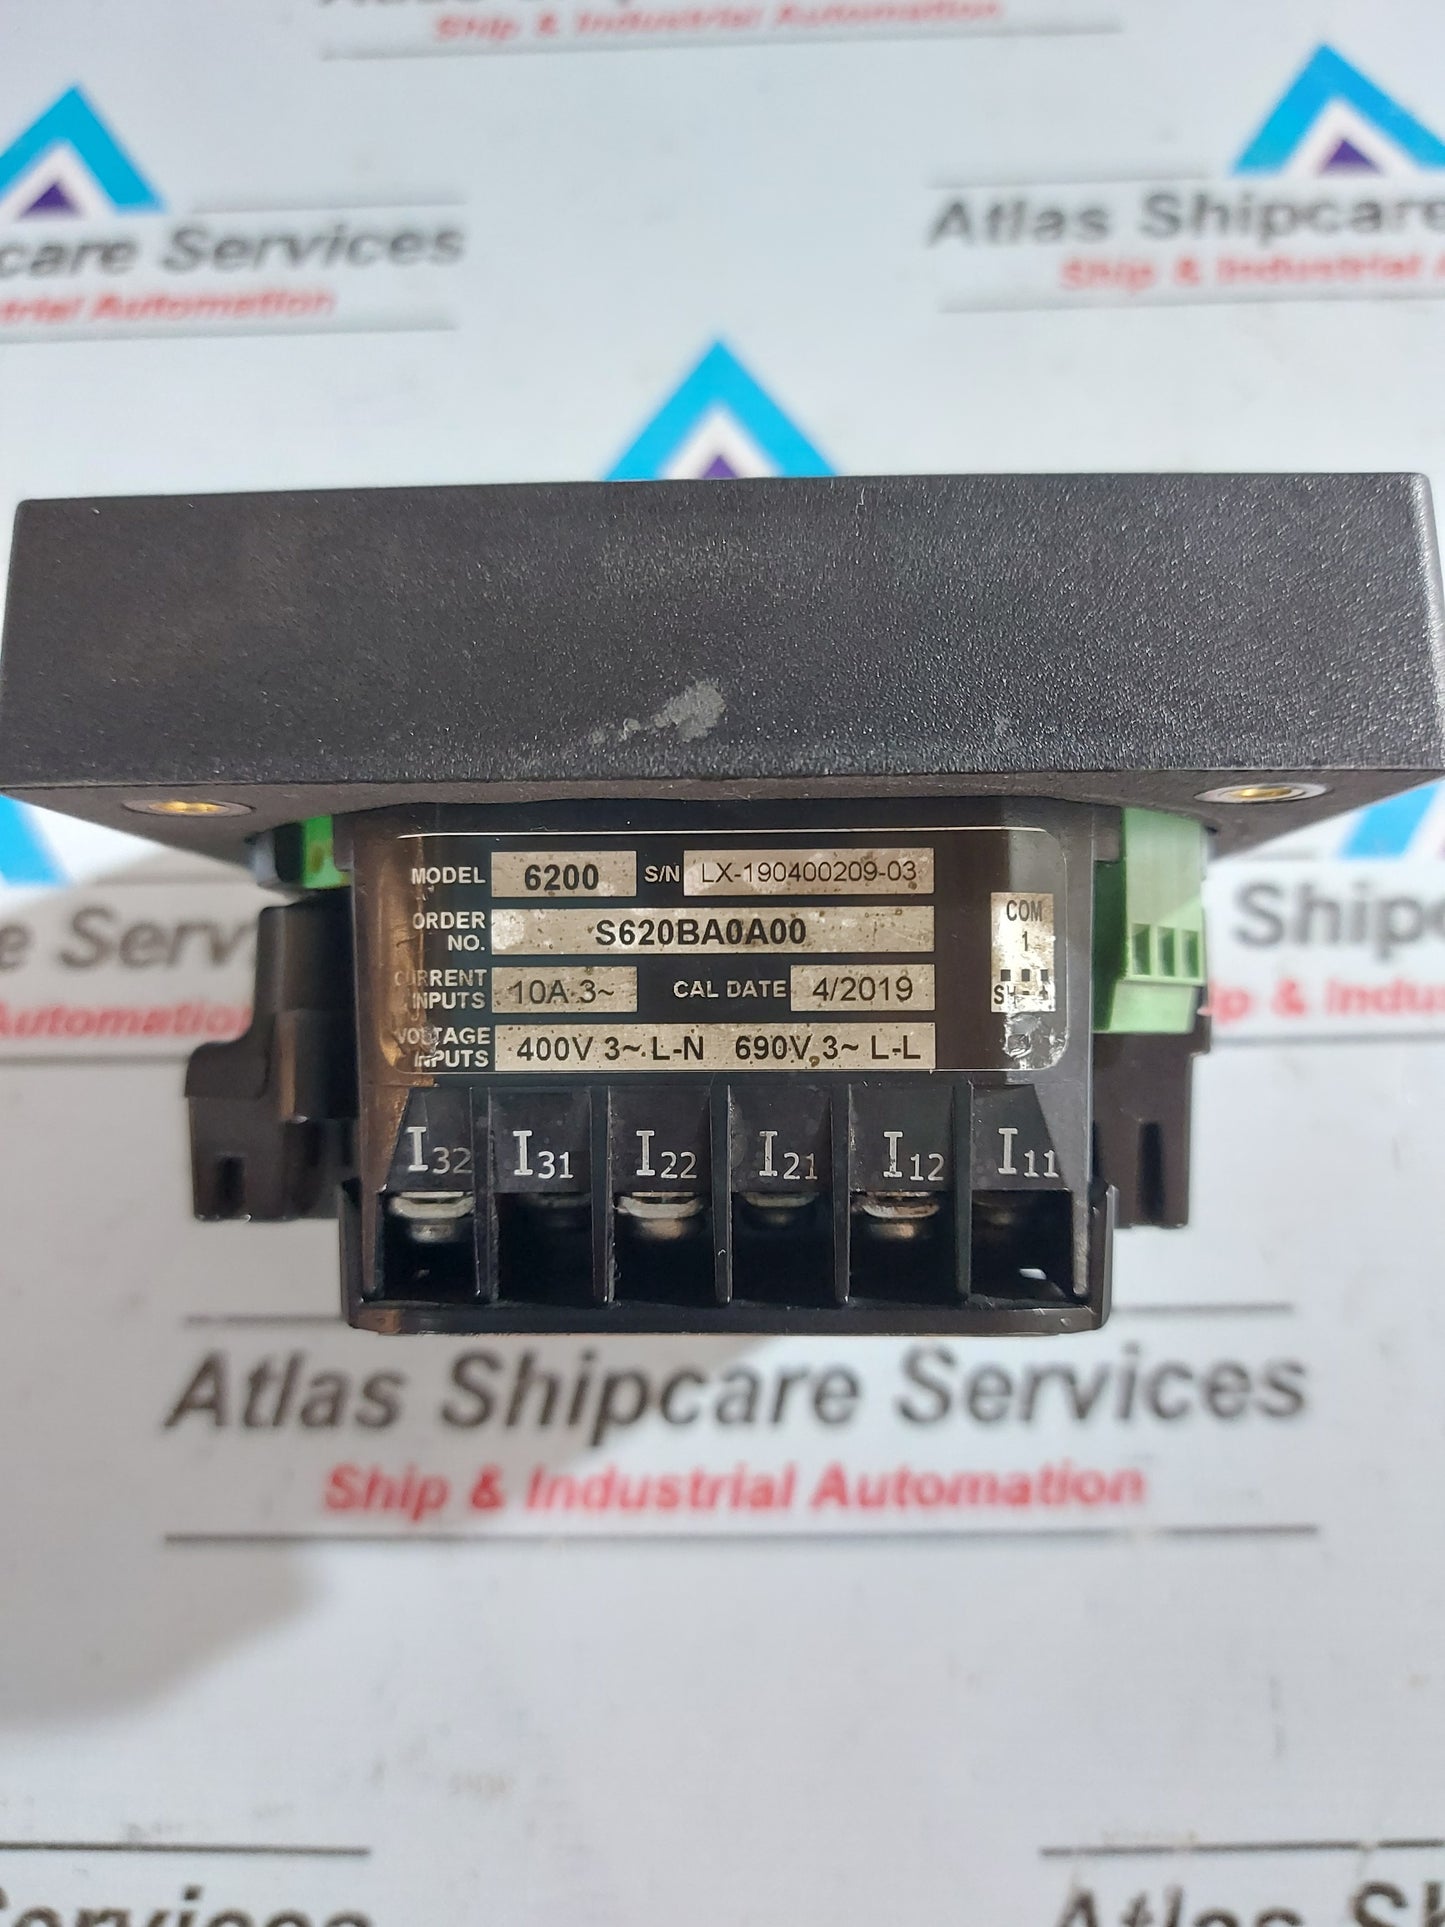 Ship & Industrial Automation
care Services
Atlas Shipcare
Ship & Industrial
Automation
MODEL 6200 S/N LX-190400209-03
ORDER NO. S620BA0A00
COM 1
CURRENT INPUTS 10A 3~ CAL DATE 4/2019
VOLTAGE INPUTS 400V 3~ L-N 690V 3~ L-L
I32 I31 I22 I21 I12 I11
Atlas Shipcare Services
Ship & Industrial Automation